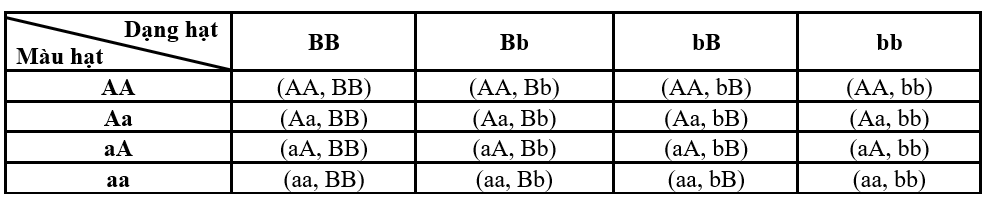 Dạng hạt
Màu hạt BB Bb bB bb
AA (AA, BB) (AA, Bb) (AA, bB) (AA, bb)
Aa (Aa, BB) (Aa, Bb) (Aa, bB) (Aa, bb)
aA (aA, BB) (aA, Bb) (aA, bB) (aA, bb)
aa (aa, BB) (aa, Bb) (aa, bB) (aa, bb)